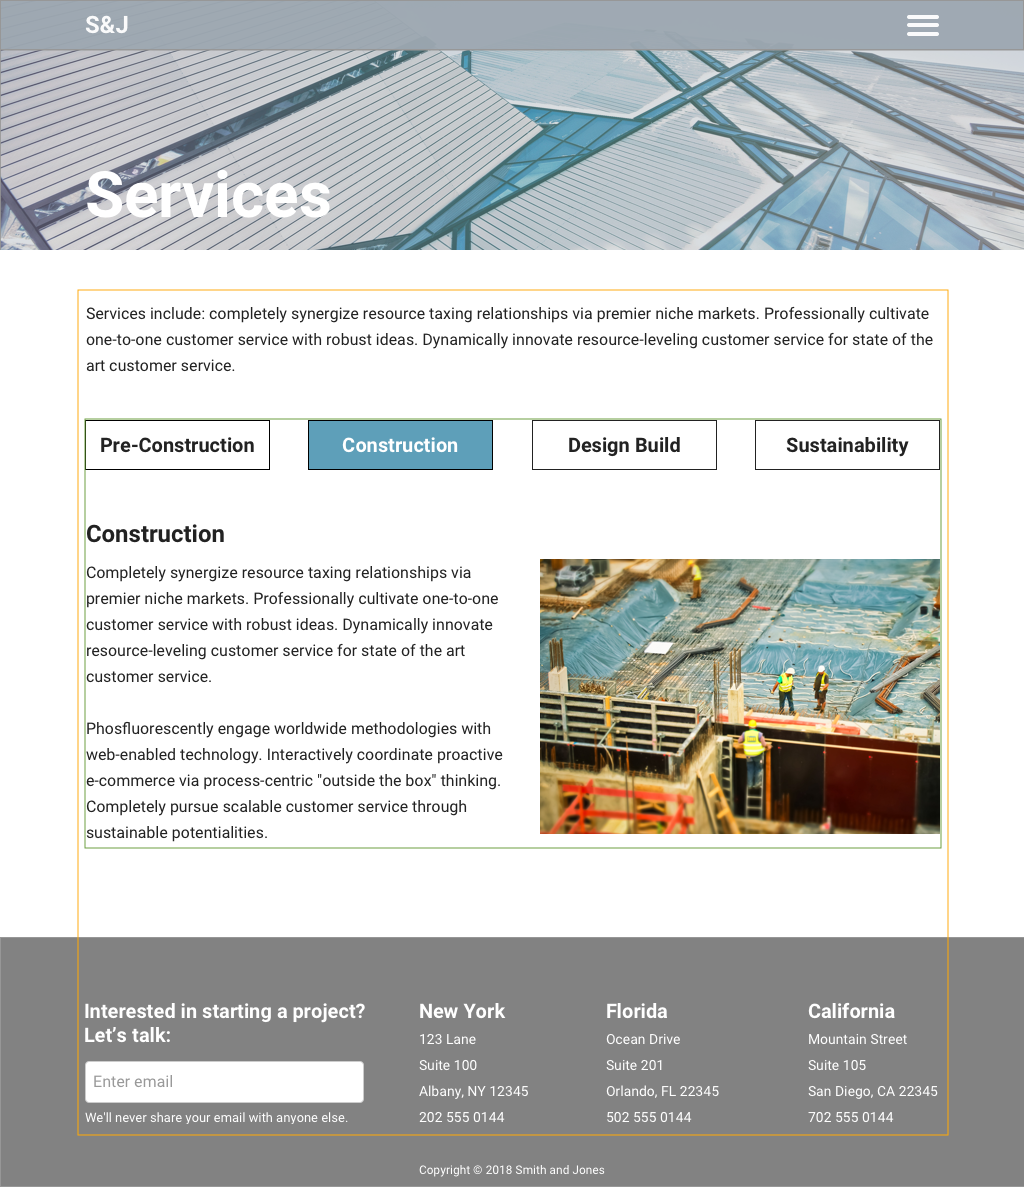 S&J
Services
Services include: completely synergize resource taxing relationships via premier niche markets. Professionally cultivate
one-to-one customer service with robust ideas. Dynamically innovate resource-leveling customer service for state of the
art customer service.
Pre-Construction
Construction
Design Build
Sustainability
Construction
Completely synergize resource taxing relationships via
premier niche markets. Professionally cultivate one-to-one
customer service with robust ideas. Dynamically innovate
resource-leveling customer service for state of the art
customer service.
Phosfluorescently engage worldwide methodologies with
web-enabled technology. Interactively coordinate proactive
e-commerce via process-centric "outside the box" thinking.
Completely pursue scalable customer service through
sustainable potentialities.
Interested in starting a project?
Let’s talk:
Enter email
We'll never share your email with anyone else.
New York
123 Lane
Suite 100
Albany, NY 12345
202 555 0144
Florida
Ocean Drive
Suite 201
Orlando, FL 22345
502 555 0144
California
Mountain Street
Suite 105
San Diego, CA 22345
702 555 0144
Copyright © 2018 Smith and Jones